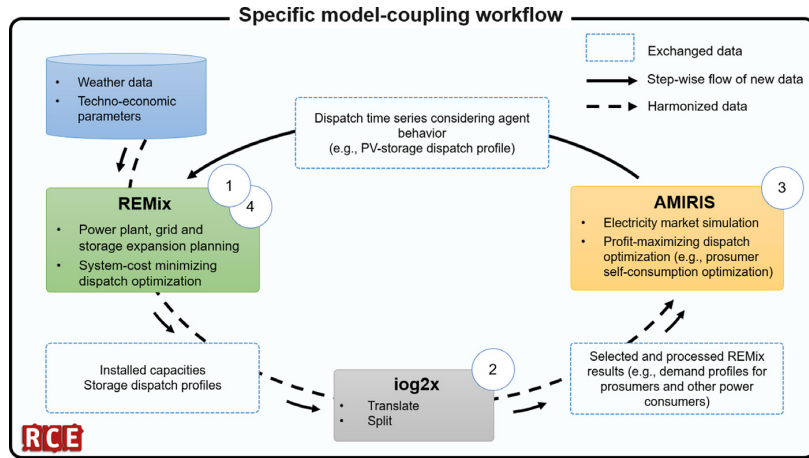 Specific model-coupling workflow
• Weather data
• Techno-economic
parameters
Exchanged data
Step-wise flow of new data
Harmonized data
Dispatch time series considering agent
behavior
(e.g., PV-storage dispatch profile)
1
4
REMix
• Power plant, grid and
storage expansion planning
• System-cost minimizing
dispatch optimization
3
AMIRIS
• Electricity market simulation
• Profit-maximizing dispatch
optimization (e.g., prosumer
self-consumption optimization)
Installed capacities
Storage dispatch profiles
2
iog2x
• Translate
• Split
Selected and processed REMix
results (e.g., demand profiles for
prosumers and other power
consumers)
RCE